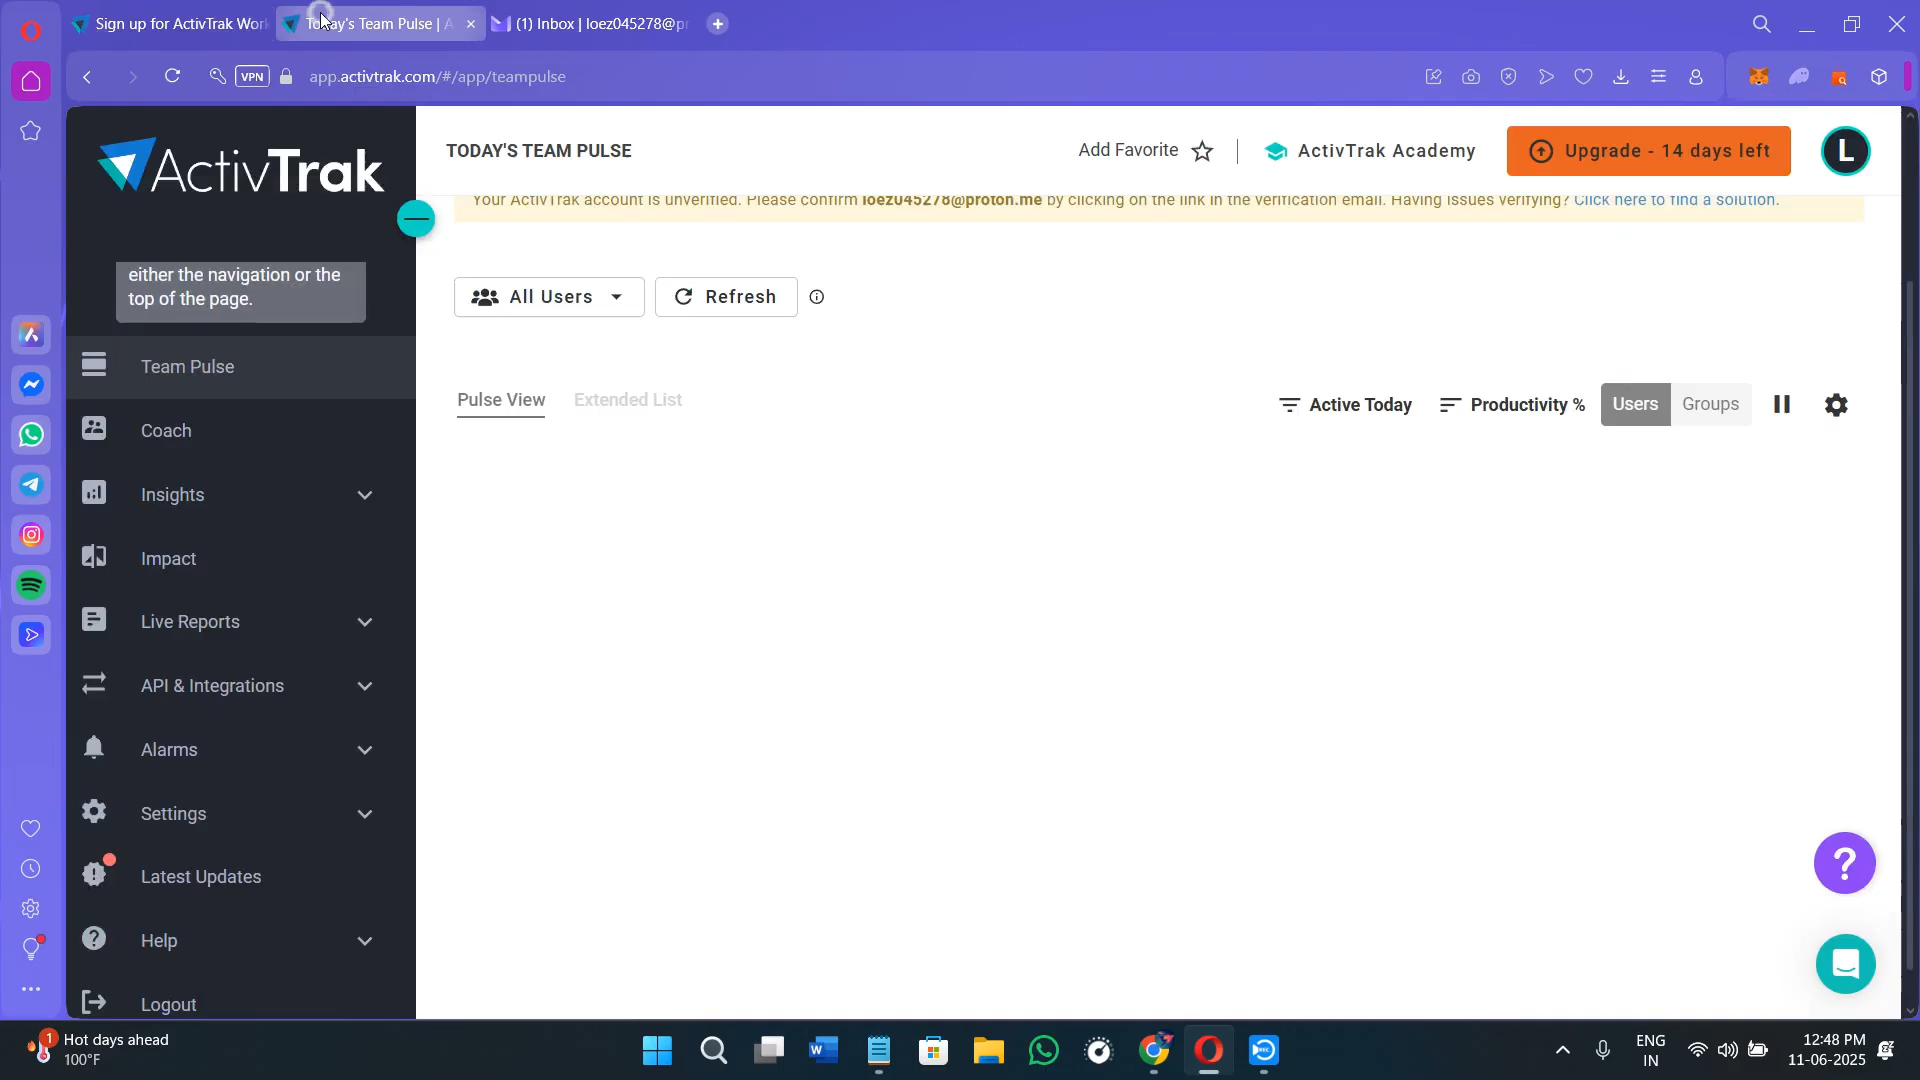 Sign up for ActivTrak Wor
Today's Team Pulse | A
(1) Inbox | loez045278@pr
VPN
app.activtrak.com/#/app/teampulse
ActivTrak
TODAY'S TEAM PULSE
Add Favorite
ActivTrak Academy
Upgrade - 14 days left
L
Your ActivTrak account is unverified. Please confirm loez045278@proton.me by clicking on the link in the verification email. Having issues verifying? Click here to find a solution.
either the navigation or the
top of the page.
All Users
Refresh
Team Pulse
Coach
Insights
Impact
Live Reports
API & Integrations
Alarms
Settings
Latest Updates
Help
Logout
Pulse View
Extended List
Active Today
Productivity %
Users
Groups
?
1
Hot days ahead
100°F
ENG
IN
12:48 PM
11-06-2025